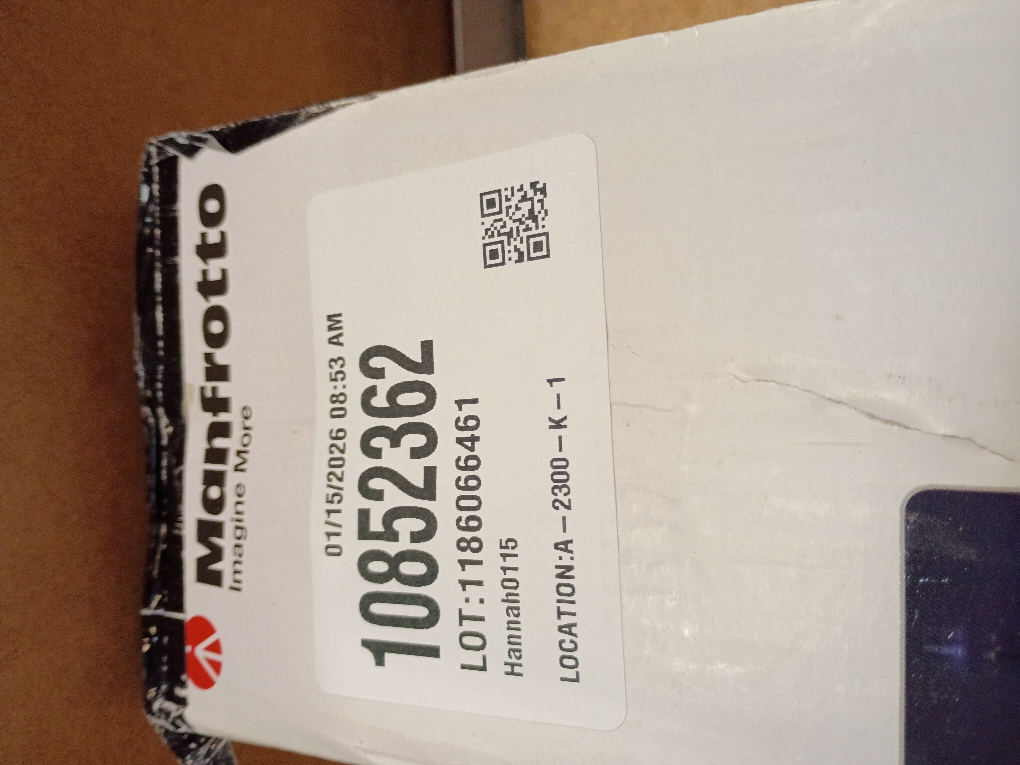 Manfrotto
Imagine More
01/15/2026 08:53 AM
10852362
LOT:1186066461
Hannah0115
LOCATION:A-2300-K-1